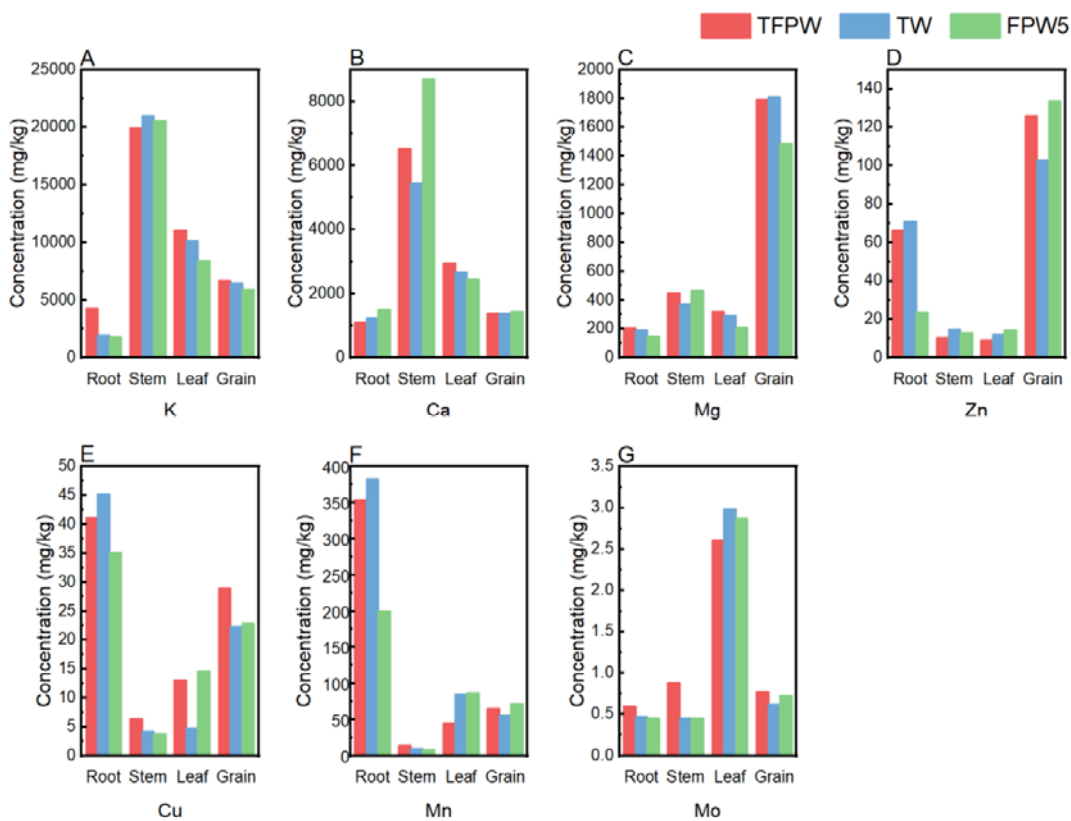 TFPW TW FPW5
A B C D
Concentration (mg/kg)
25000
20000
15000
10000
5000
0
Root Stem Leaf Grain
K
Concentration (mg/kg)
8000
6000
4000
2000
0
Root Stem Leaf Grain
Ca
Concentration (mg/kg)
2000
1800
1600
1400
1200
1000
800
600
400
200
0
Root Stem Leaf Grain
Mg
Concentration (mg/kg)
140
120
100
80
60
40
20
0
Root Stem Leaf Grain
Zn
E F G
Concentration (mg/kg)
50
45
40
35
30
25
20
15
10
5
0
Root Stem Leaf Grain
Cu
Concentration (mg/kg)
400
350
300
250
200
150
100
50
0
Root Stem Leaf Grain
Mn
Concentration (mg/kg)
3.5
3.0
2.5
2.0
1.5
1.0
0.5
0.0
Root Stem Leaf Grain
Mo